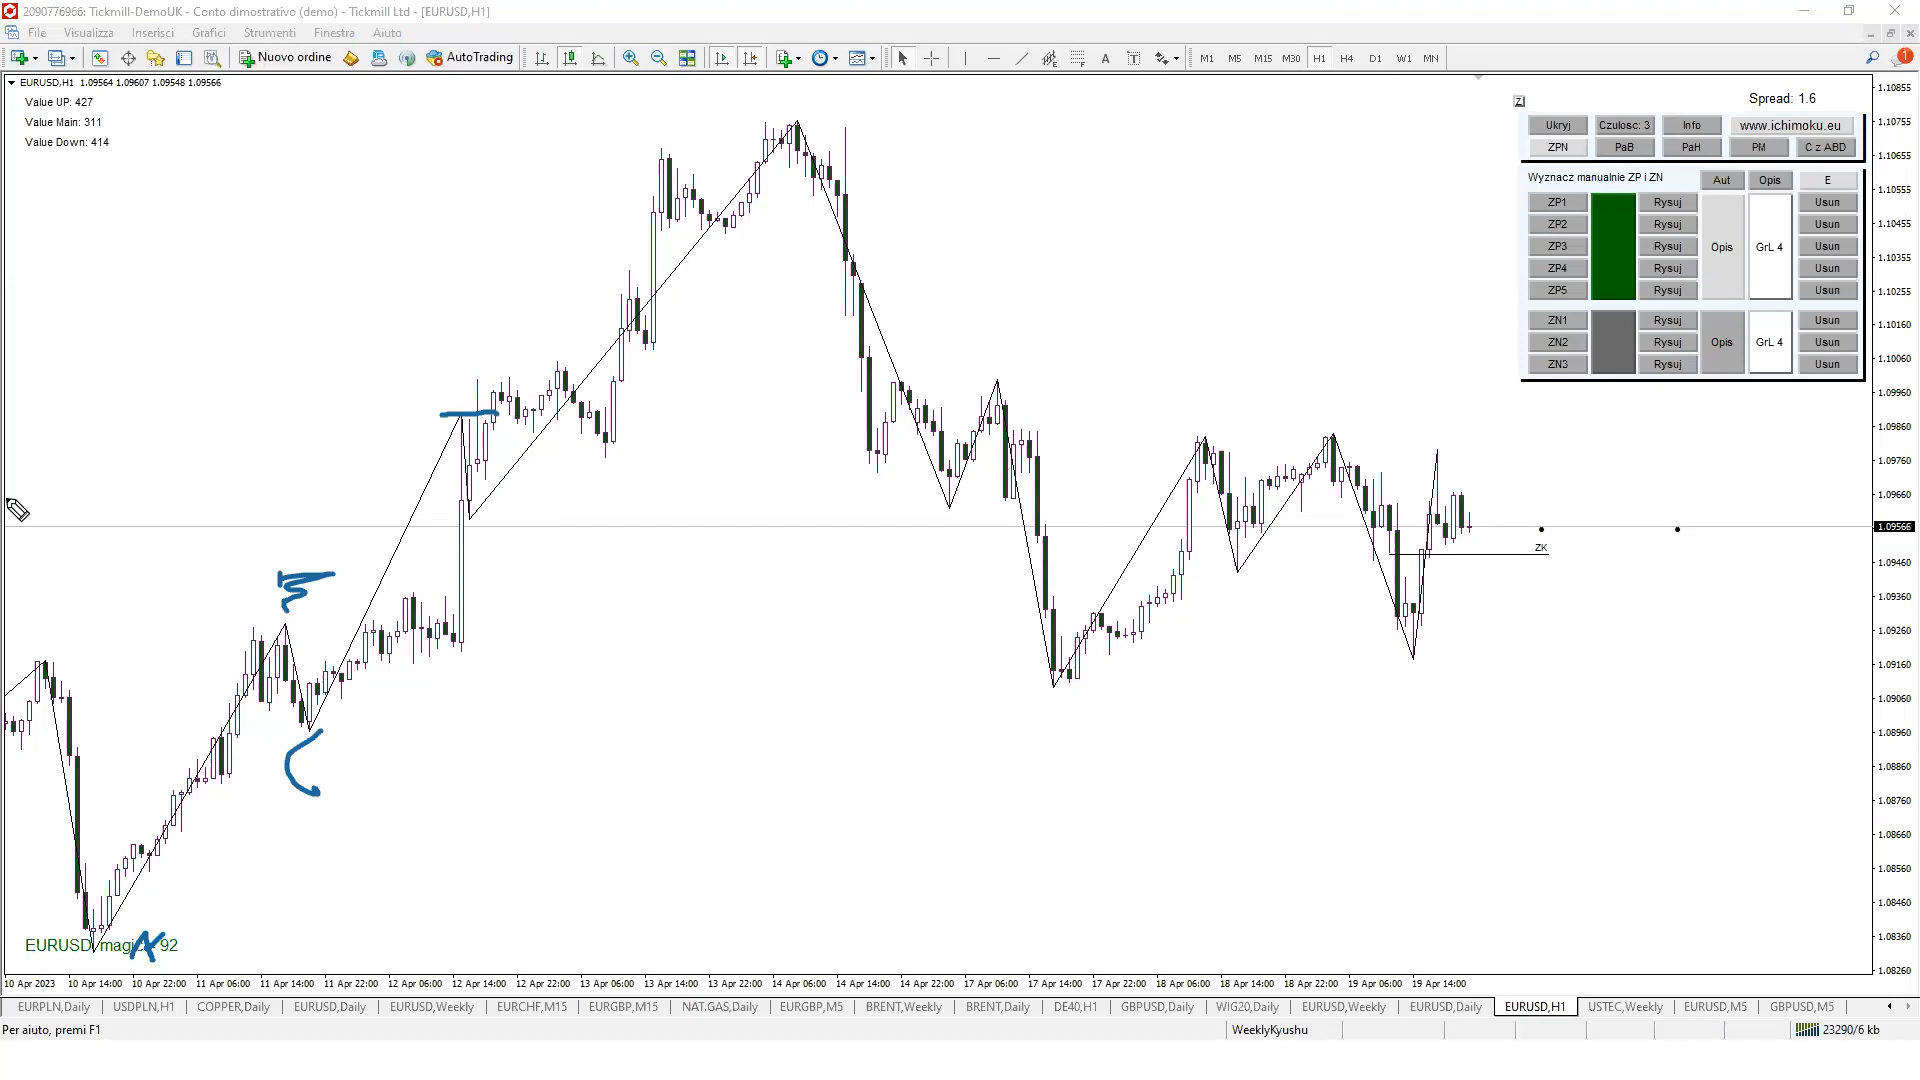 2090776966: Tickmill-DemoUK - Conto dimostrativo (demo) - Tickmill Ltd - [EURUSD,H1]
File Visualizza Inserisci Grafici Strumenti Finestra Aiuto
Nuovo ordine AutoTrading A T M1 M5 M15 M30 H1 H4 D1 W1 MN 1
EURUSD,H1 1.09564 1.09607 1.09548 1.09566
Value UP: 427
Value Main: 311
Value Down: 414
Z Spread: 1.6
Ukryj Czulosc: 3 Info www.ichimoku.eu
ZPN PaB PaH PM C z ABD
Wyznacz manualnie ZP i ZN Aut Opis E
ZP1 Rysuj Usun
ZP2 Rysuj Usun
ZP3 Rysuj Opis GrL 4 Usun
ZP4 Rysuj Usun
ZP5 Rysuj Usun
ZN1 Rysuj Usun
ZN2 Rysuj Opis GrL 4 Usun
ZN3 Rysuj Usun
1.10855
1.10755
1.10655
1.10555
1.10455
1.10355
1.10255
1.10160
1.10060
1.09960
1.09860
1.09760
1.09660
1.09566
1.09460
1.09360
1.09260
1.09160
1.09060
1.08960
1.08860
1.08760
1.08660
1.08560
1.08460
1.08360
1.08260
ZK
EURUSD 92
10 Apr 2023 10 Apr 14:00 10 Apr 22:00 11 Apr 06:00 11 Apr 14:00 11 Apr 22:00 12 Apr 06:00 12 Apr 14:00 12 Apr 22:00 13 Apr 06:00 13 Apr 14:00 13 Apr 22:00 14 Apr 06:00 14 Apr 14:00 14 Apr 22:00 17 Apr 06:00 17 Apr 14:00 17 Apr 22:00 18 Apr 06:00 18 Apr 14:00 18 Apr 22:00 19 Apr 06:00 19 Apr 14:00
EURPLN,Daily USDPLN,H1 COPPER,Daily EURUSD,Daily EURUSD,Weekly EURCHF,M15 EURGBP,M15 NAT.GAS,Daily EURGBP,M5 BRENT,Weekly BRENT,Daily DE40,H1 GBPUSD,Daily WIG20,Daily EURUSD,Weekly EURUSD,Daily EURUSD,H1 USTEC,Weekly EURUSD,M5 GBPUSD,M5
Per aiuto, premi F1 WeeklyKyushu 23290/6 kb